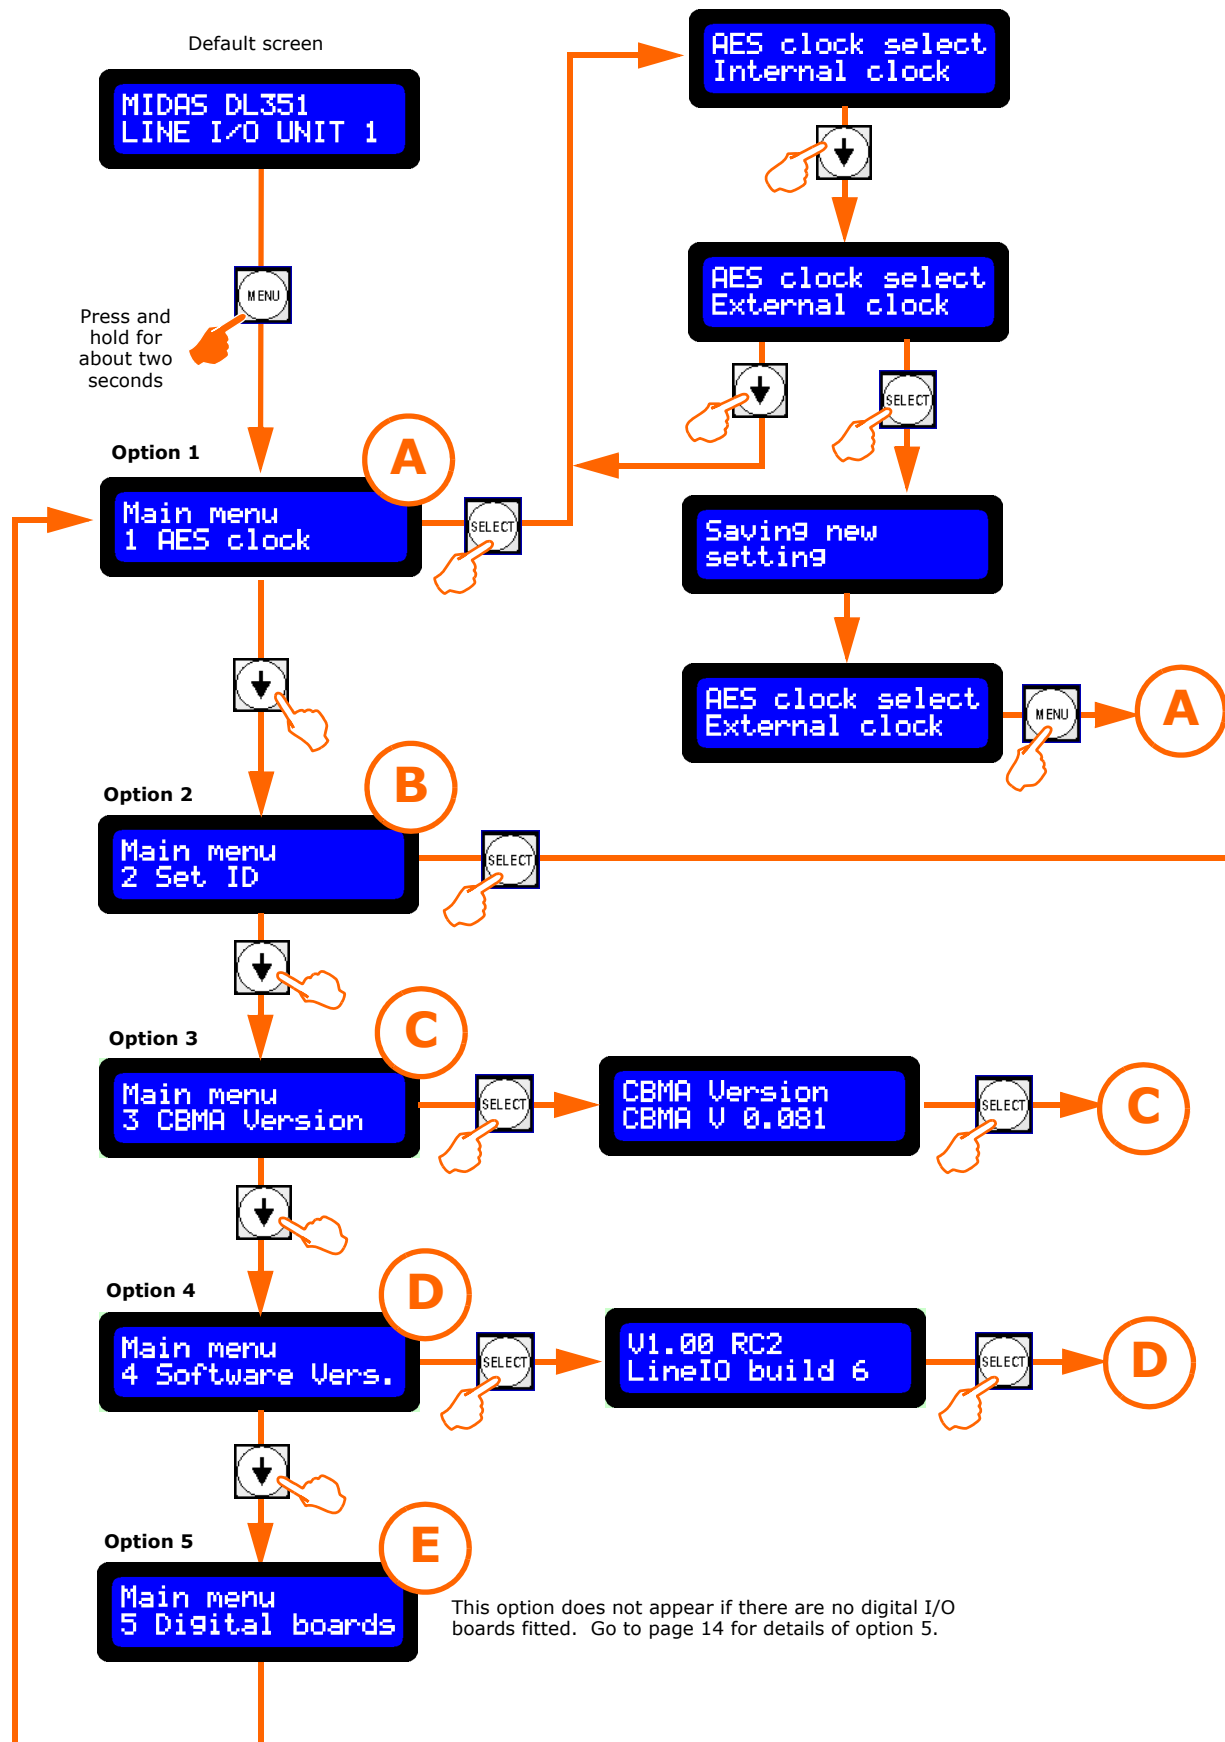 Default screen
MIDAS DL351
LINE I/O UNIT 1
MENU
Press and
hold for
about two
seconds
Option 1
A
Main menu
1 AES clock
SELECT
AES clock select
Internal clock
AES clock select
External clock
SELECT
Saving new
setting
AES clock select
External clock
MENU
A
Option 2
B
Main menu
2 Set ID
SELECT
Option 3
C
Main menu
3 CBMA Version
SELECT
CBMA Version
CBMA V 0.081
SELECT
C
Option 4
D
Main menu
4 Software Vers.
SELECT
V1.00 RC2
LineIO build 6
SELECT
D
Option 5
E
Main menu
5 Digital boards
This option does not appear if there are no digital I/O
boards fitted.  Go to page 14 for details of option 5.